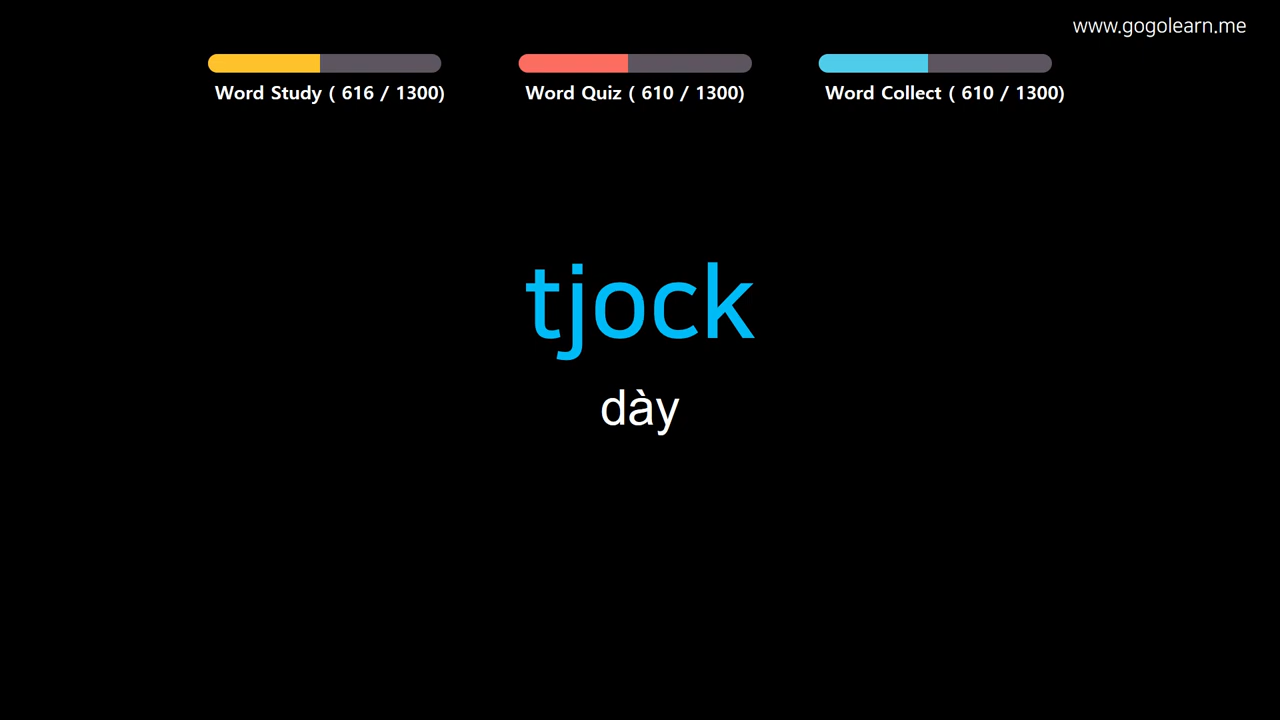 www.gogolearn.me
Word Study ( 616 / 1300)
Word Quiz ( 610 / 1300)
Word Collect ( 610 / 1300)
tjock
dày